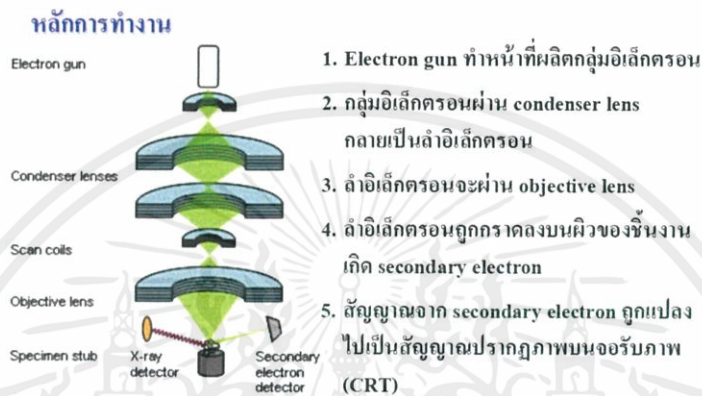 หลักการทำงาน
Electron gun
Condenser lenses
Scan coils
Objective lens
Specimen stub
X-ray
detector
Secondary
electron
detector
1. Electron gun ทำหน้าที่ผลิตกลุ่มอิเล็กตรอน
2. กลุ่มอิเล็กตรอนผ่าน condenser lens
กลายเป็นลำอิเล็กตรอน
3. ลำอิเล็กตรอนจะผ่าน objective lens
4. ลำอิเล็กตรอนถูกกราดลงบนผิวของชิ้นงาน
เกิด secondary electron
5. สัญญาณจาก secondary electron ถูกแปลง
ไปเป็นสัญญาณปรากฏภาพบนจอรับภาพ
(CRT)